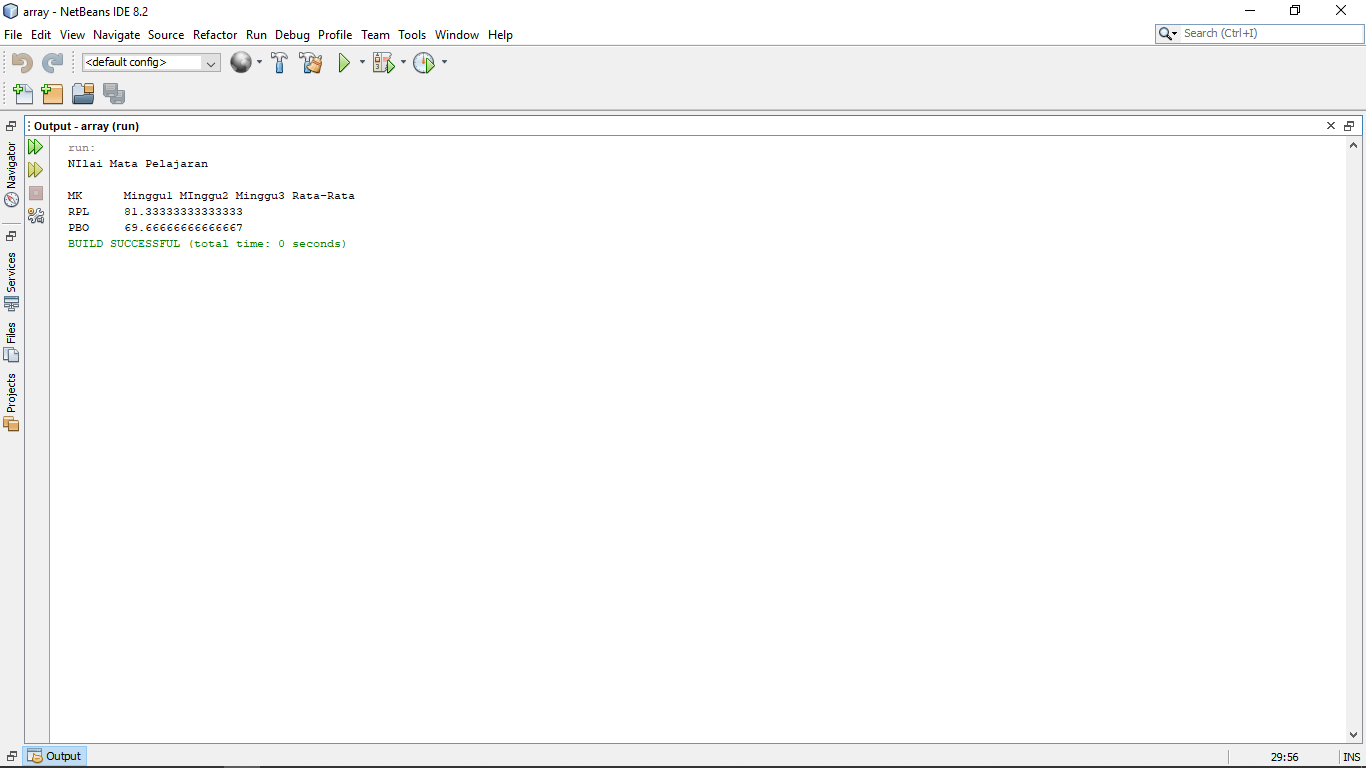 array - NetBeans IDE 8.2
File Edit View Navigate Source Refactor Run Debug Profile Team Tools Window Help
Search (Ctrl+I)
<default config>
Output - array (run)
Navigator
Services
Files
Projects
run:
NIlai Mata Pelajaran
MK Minggu1 MInggu2 Minggu3 Rata-Rata
RPL 81.33333333333333
PBO 69.66666666666667
BUILD SUCCESSFUL (total time: 0 seconds)
Output
29:56 INS